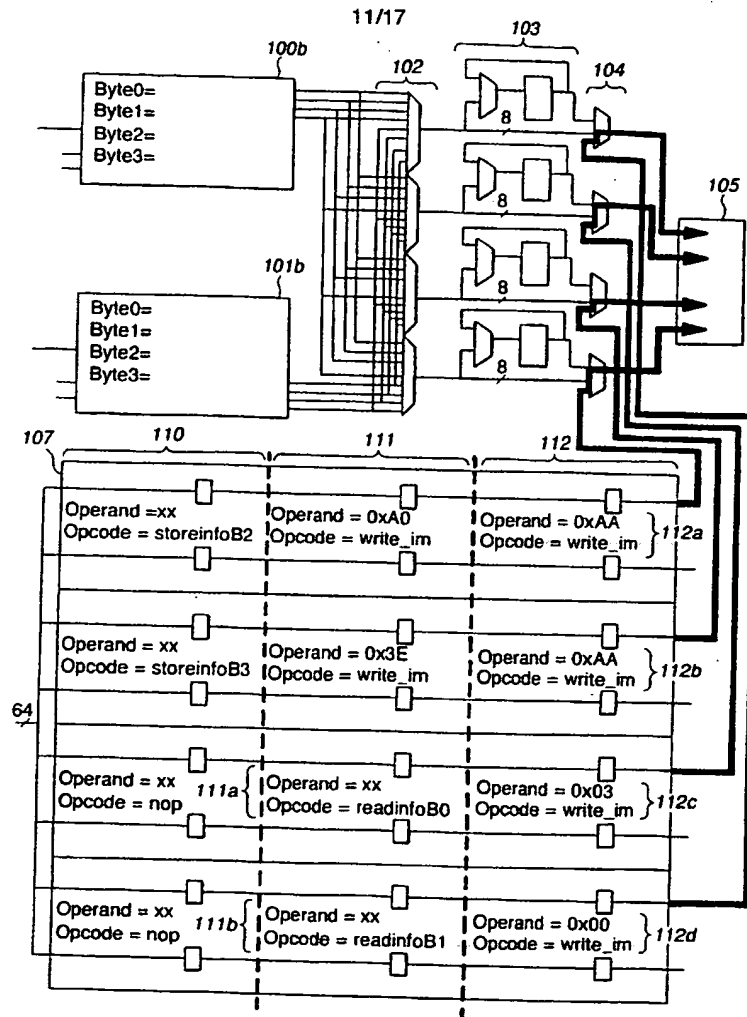 11/17
103
100b
102
104
Byte0=
Byte1=
Byte2=
Byte3=
8
105
8
101b
8
Byte0=
Byte1=
Byte2=
Byte3=
8
110
111
112
107
Operand =xx
Opcode = storeinfoB2
Operand = 0xA0
Opcode = write_im
Operand = 0xAA
Opcode = write_im
112a
Operand = xx
Opcode = storeinfoB3
Operand = 0x3E
Opcode = write_im
Operand = 0xAA
Opcode = write_im
112b
64
Operand = xx
Opcode = nop
111a
Operand = xx
Opcode = readinfoB0
Operand = 0x03
Opcode = write_im
112c
Operand = xx
Opcode = nop
111b
Operand = xx
Opcode = readinfoB1
Operand = 0x00
Opcode = write_im
112d